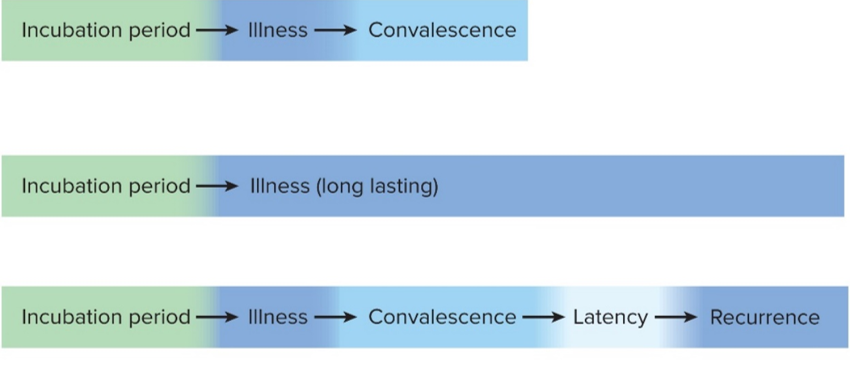 Incubation period → Illness → Convalescence
Incubation period → Illness (long lasting)
Incubation period → Illness → Convalescence → Latency → Recurrence